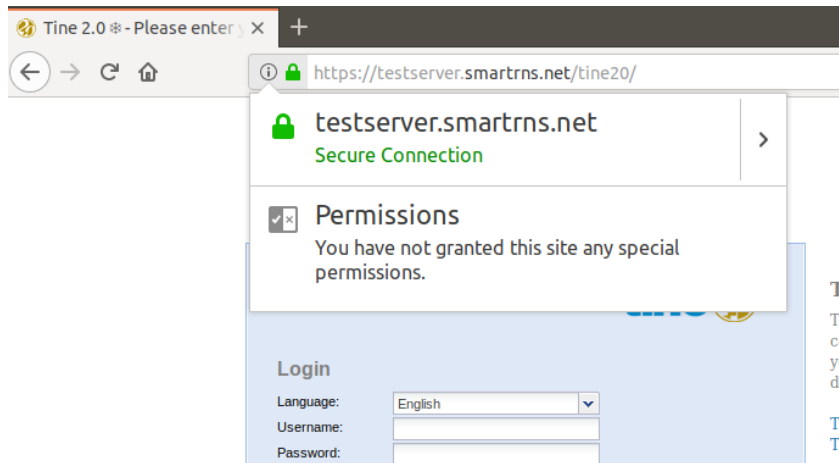 Tine 2.0 ❄ - Please enter y
https://testserver.smartrns.net/tine20/
testserver.smartrns.net
Secure Connection
Permissions
You have not granted this site any special
permissions.
Login
Language:
English
Username:
Password: